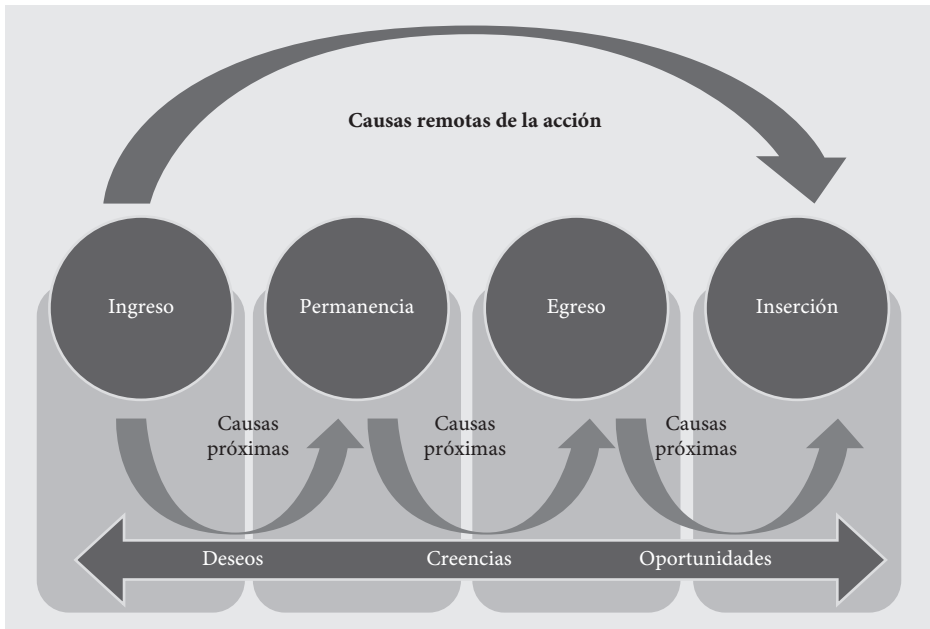 Causas remotas de la acción
Ingreso
Permanencia
Egreso
Inserción
Causas
próximas
Causas
próximas
Causas
próximas
Deseos
Creencias
Oportunidades